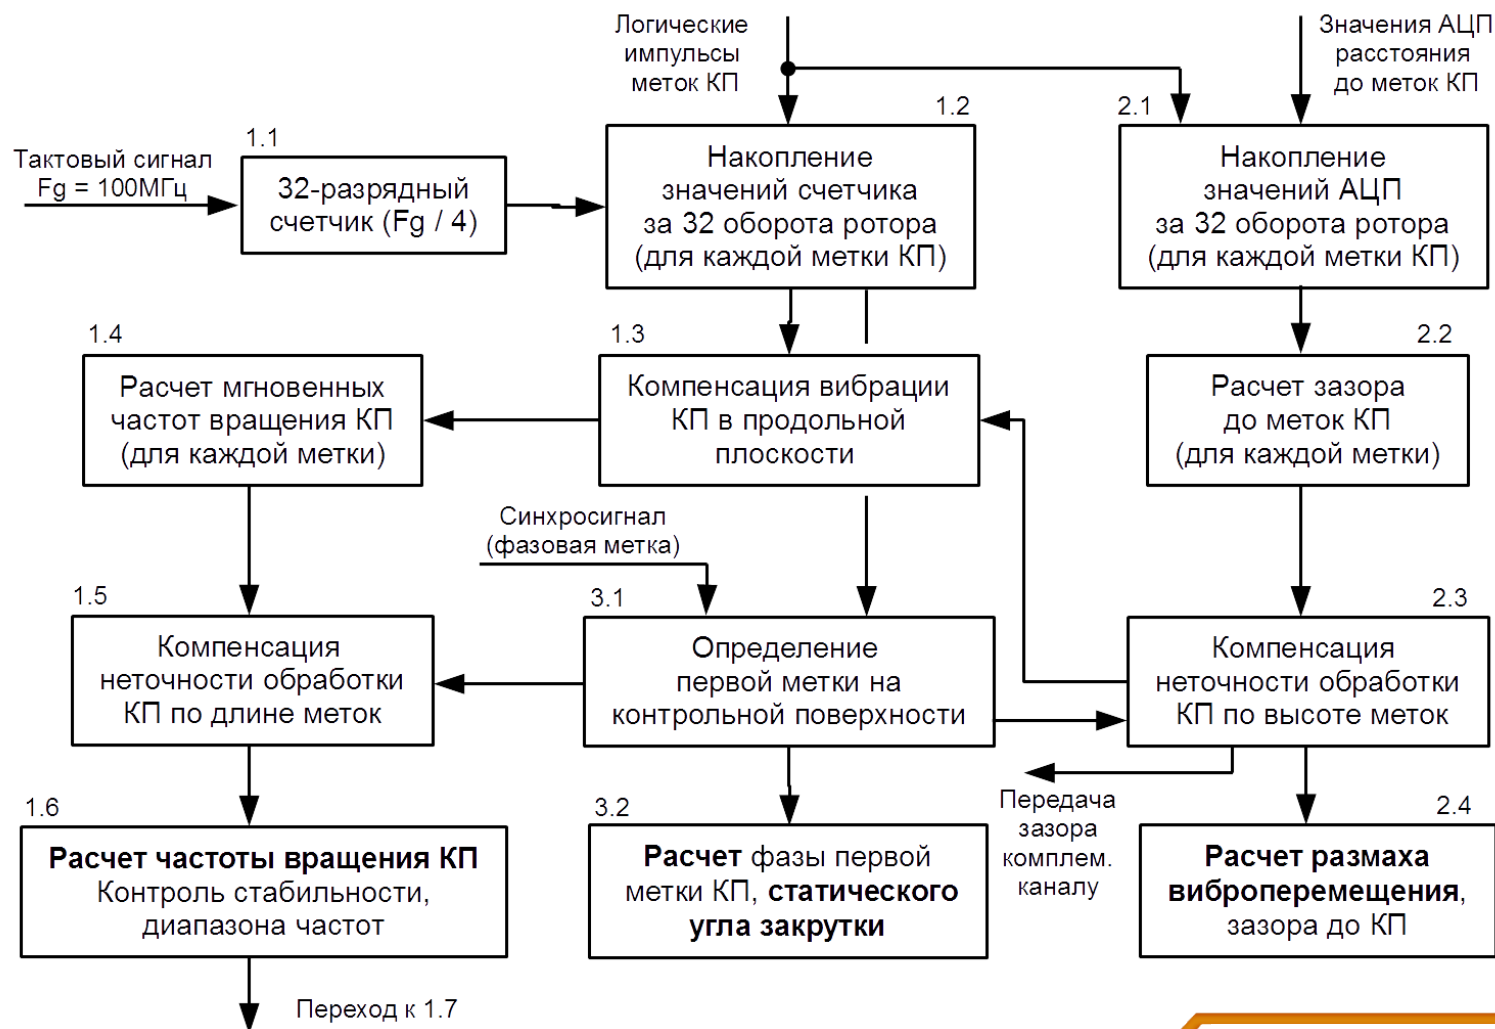 Логические
импульсы
меток КП
Значения АЦП
расстояния
до меток КП
1.1
1.2
2.1
Тактовый сигнал
Fg = 100МГц
32-разрядный
счетчик (Fg / 4)
Накопление
значений счетчика
за 32 оборота ротора
(для каждой метки КП)
Накопление
значений АЦП
за 32 оборота ротора
(для каждой метки КП)
1.4
1.3
2.2
Расчет мгновенных
частот вращения КП
(для каждой метки)
Компенсация вибрации
КП в продольной
плоскости
Расчет зазора
до меток КП
(для каждой метки)
Синхросигнал
(фазовая метка)
1.5
3.1
2.3
Компенсация
неточности обработки
КП по длине меток
Определение
первой метки на
контрольной поверхности
Компенсация
неточности обработки
КП по высоте меток
1.6
3.2
Передача
зазора
комплем.
каналу
2.4
Расчет частоты вращения КП
Контроль стабильности,
диапазона частот
Расчет фазы первой
метки КП, статического
угла закрутки
Расчет размаха
виброперемещения,
зазора до КП
Переход к 1.7